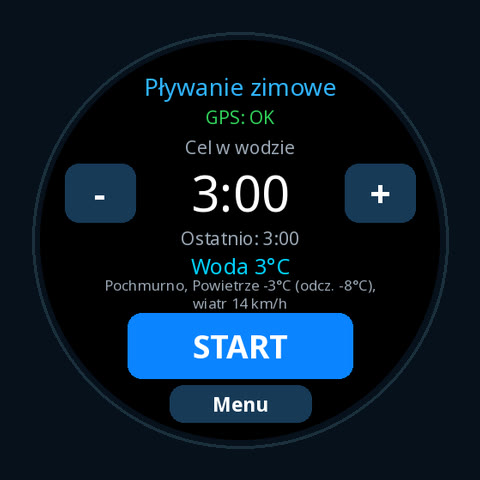 Pływanie zimowe
GPS: OK
Cel w wodzie
- 3:00 +
Ostatnio: 3:00
Woda 3°C
Pochmurno, Powietrze -3°C (odcz. -8°C),
wiatr 14 km/h
START
Menu